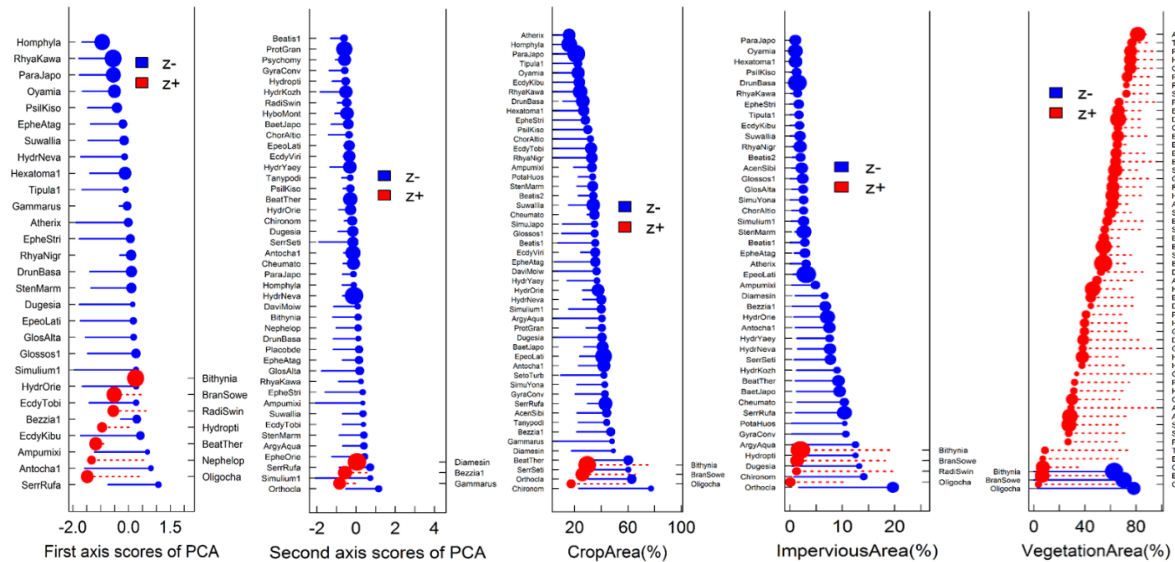 Homphyla
RhyaKawa
ParaJapo
Oyama
PsilKiso
EpheAtag
Suwallia
HydrNeva
Hexatoma1
Tipula1
Gammarus
Atherix
EpheStri
RhyaNigr
DrunBasa
StenMarm
Dugesia
EpeoLati
GlosAlta
Glossos1
Simulium1
HydrOrie
EcdyTobi
Bezzia1
EcdyKibu
Ampumixi
Antocha1
SerrRufa
z-
z+
Bithynia
BranSowe
RadiSwin
Hydropti
BeatTher
Nephelop
Oligocha
-2.0 0.0 1.5
First axis scores of PCA
Beatis1
ProtGran
Psychomy
GyraConv
Hydropti
HydrKozh
RadiSwin
HyboMont
BaetJapo
ChorAltio
EpeoLati
EcdyViri
HydrYaey
Tanypodi
PsilKiso
BeatTher
HydrOrie
Chironom
Dugesia
SerrSeti
Antocha1
Cheumato
ParaJapo
Homphyla
HydrNeva
DaviMoiw
Bithynia
Nephelop
DrunBasa
Placobde
EpheAtag
GlosAlta
RhyaKawa
EpheStri
Ampumixi
Suwallia
EcdyTobi
StenMarm
ArgyAqua
EpheOrie
SerrRufa
Simulium1
Orthocla
z-
z+
Diamesin
Bezzia1
Gammarus
-2 0 2 4
Second axis scores of PCA
Atherix
Homphyla
ParaJapo
Tipula1
Oyamia
EcdyKibu
RhyaKawa
DrunBasa
Hexatoma1
EpheStri
PsilKiso
ChorAltio
EcdyTobi
RhyaNigr
Ampumixi
PotaHuos
StenMarm
Beatis2
Suwallia
Cheumato
SimuJapo
Glossos1
Beatis1
EcdyViri
EpheAtag
DaviMoiw
HydrYaey
HydrOrie
HydrNeva
Simulium1
ArgyAqua
ProtGran
Dugesia
BaetJapo
EpeoLati
Antocha1
SetoTurb
SimuYona
GyraConv
SerrRufa
AcenSibi
Tanypodi
Bezzia1
Gammarus
Diamesin
BeatTher
SerrSeti
Orthocla
Chironom
z-
z+
Bithynia
BranSowe
Oligocha
20 60 100
CropArea(%)
ParaJapo
Oyamia
Hexatoma1
PsilKiso
DrunBasa
RhyaKawa
EpheStri
Tipula1
EcdyKibu
Suwallia
RhyaNigr
Beatis2
AcenSibi
Glossos1
GlosAlta
SimuYona
ChorAltio
Simulium1
StenMarm
Beatis1
EpheAtag
Atherix
EpeoLati
Ampumixi
Diamesin
Bezzia1
HydrOrie
Antocha1
HydrYaey
HydrNeva
SerrSeti
HydrKozh
BeatTher
BaetJapo
Cheumato
SerrRufa
PotaHuos
GyraConv
ArgyAqua
Hydropti
Dugesia
Chironom
Orthocla
z-
z+
Bithynia
BranSowe
RadiSwin
Oligocha
0 10 20
ImperviousArea(%)
z-
z+
Bithynia
BranSowe
Oligocha
0 20 40 60 80
VegetationArea(%)